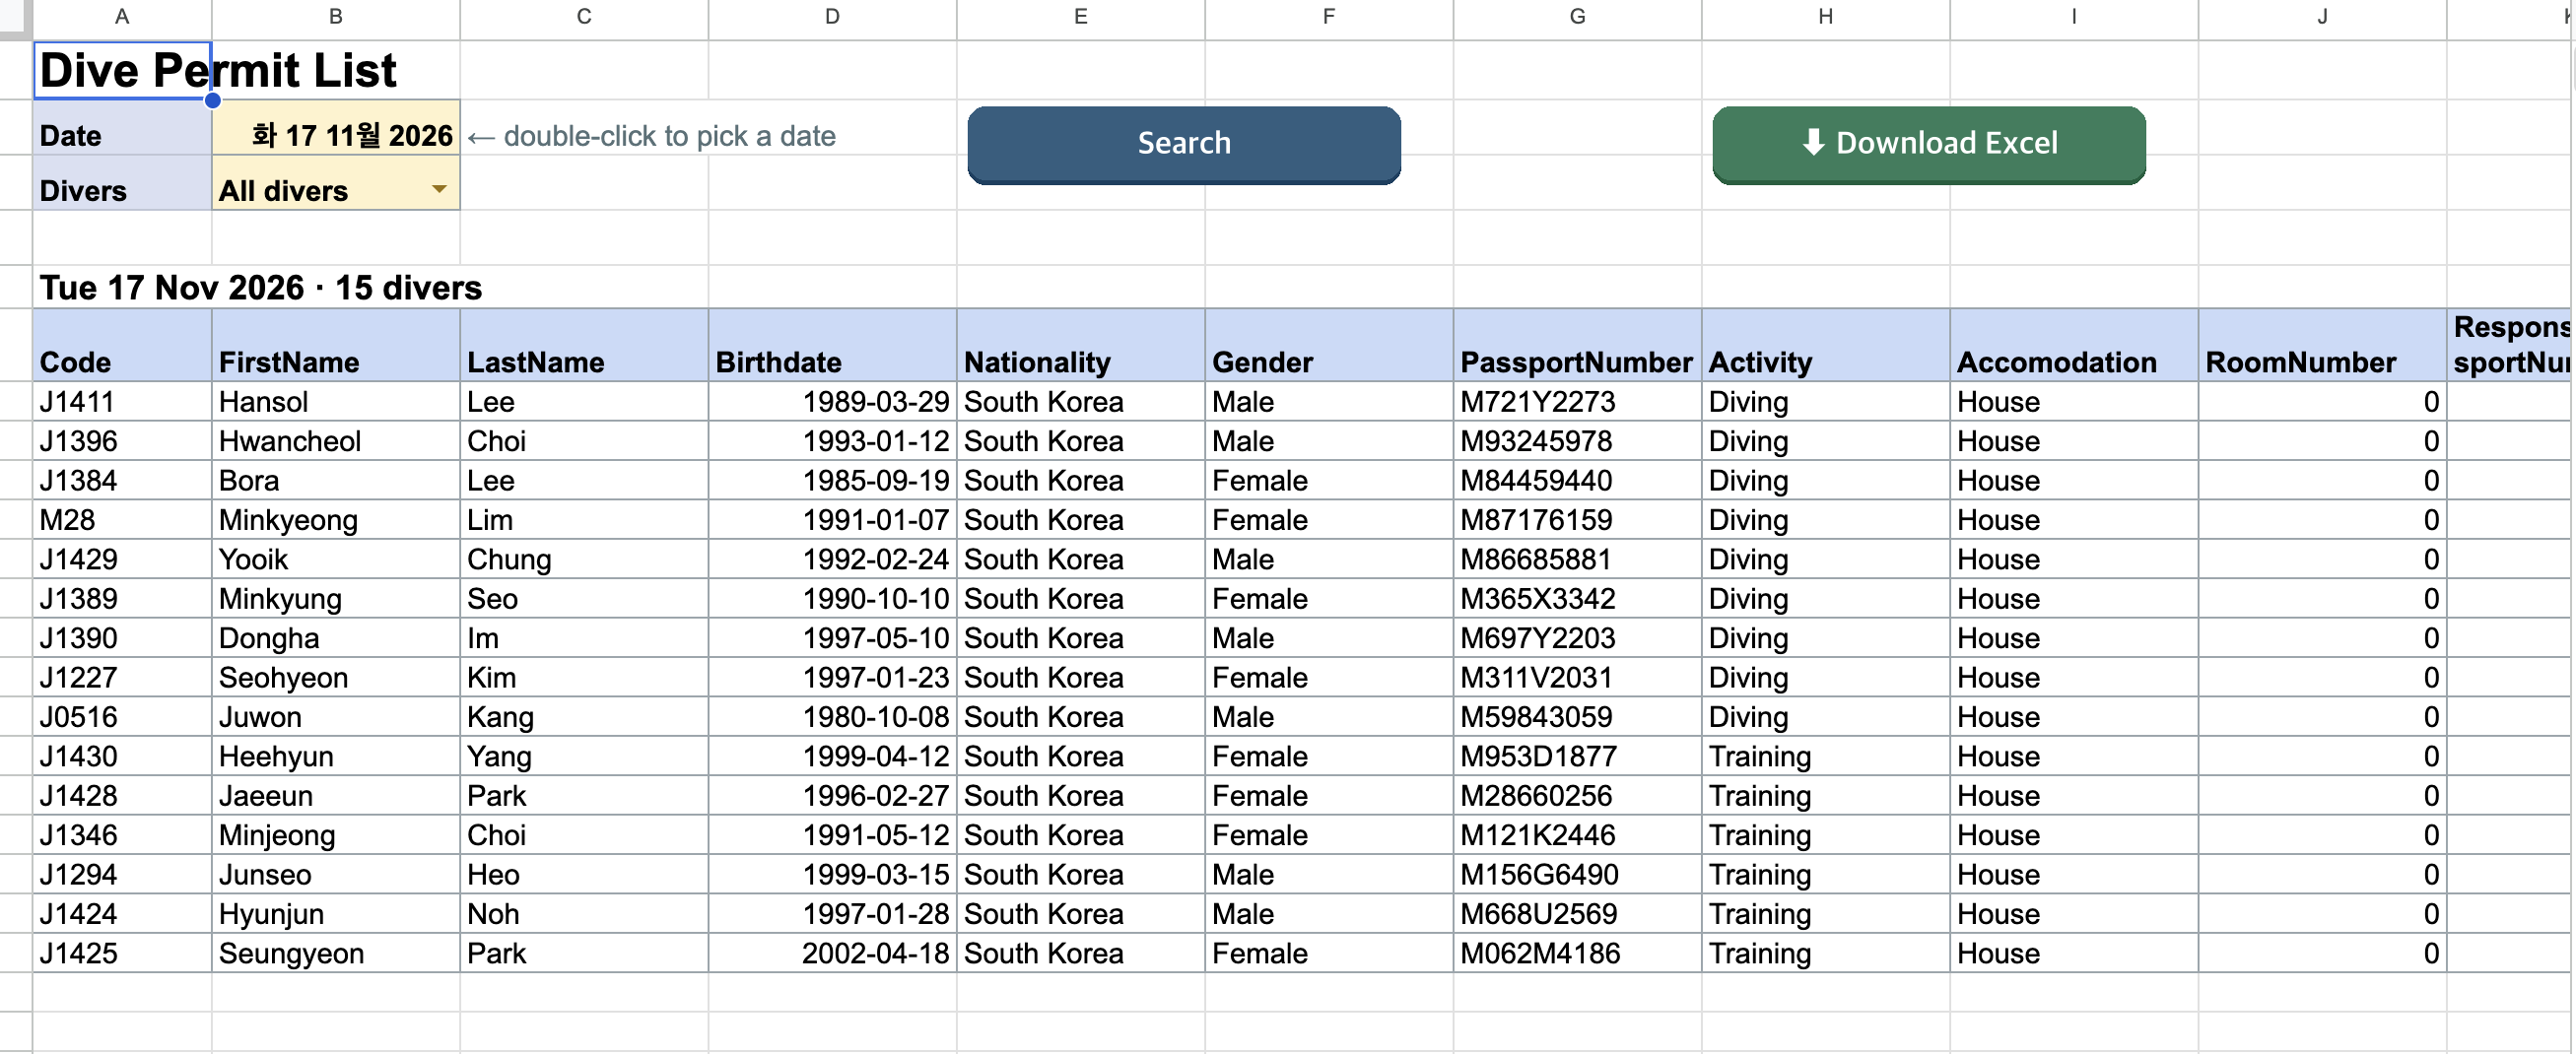 A B C D E F G H I J
Dive Permit List
Date 화 17 11월 2026 ← double-click to pick a date Search ⬇ Download Excel
Divers All divers
Tue 17 Nov 2026 · 15 divers
Code FirstName LastName Birthdate Nationality Gender PassportNumber Activity Accomodation RoomNumber Respons
sportNu
J1411 Hansol Lee 1989-03-29 South Korea Male M721Y2273 Diving House 0
J1396 Hwancheol Choi 1993-01-12 South Korea Male M93245978 Diving House 0
J1384 Bora Lee 1985-09-19 South Korea Female M84459440 Diving House 0
M28 Minkyeong Lim 1991-01-07 South Korea Female M87176159 Diving House 0
J1429 Yooik Chung 1992-02-24 South Korea Male M86685881 Diving House 0
J1389 Minkyung Seo 1990-10-10 South Korea Female M365X3342 Diving House 0
J1390 Dongha Im 1997-05-10 South Korea Male M697Y2203 Diving House 0
J1227 Seohyeon Kim 1997-01-23 South Korea Female M311V2031 Diving House 0
J0516 Juwon Kang 1980-10-08 South Korea Male M59843059 Diving House 0
J1430 Heehyun Yang 1999-04-12 South Korea Female M953D1877 Training House 0
J1428 Jaeeun Park 1996-02-27 South Korea Female M28660256 Training House 0
J1346 Minjeong Choi 1991-05-12 South Korea Female M121K2446 Training House 0
J1294 Junseo Heo 1999-03-15 South Korea Male M156G6490 Training House 0
J1424 Hyunjun Noh 1997-01-28 South Korea Male M668U2569 Training House 0
J1425 Seungyeon Park 2002-04-18 South Korea Female M062M4186 Training House 0